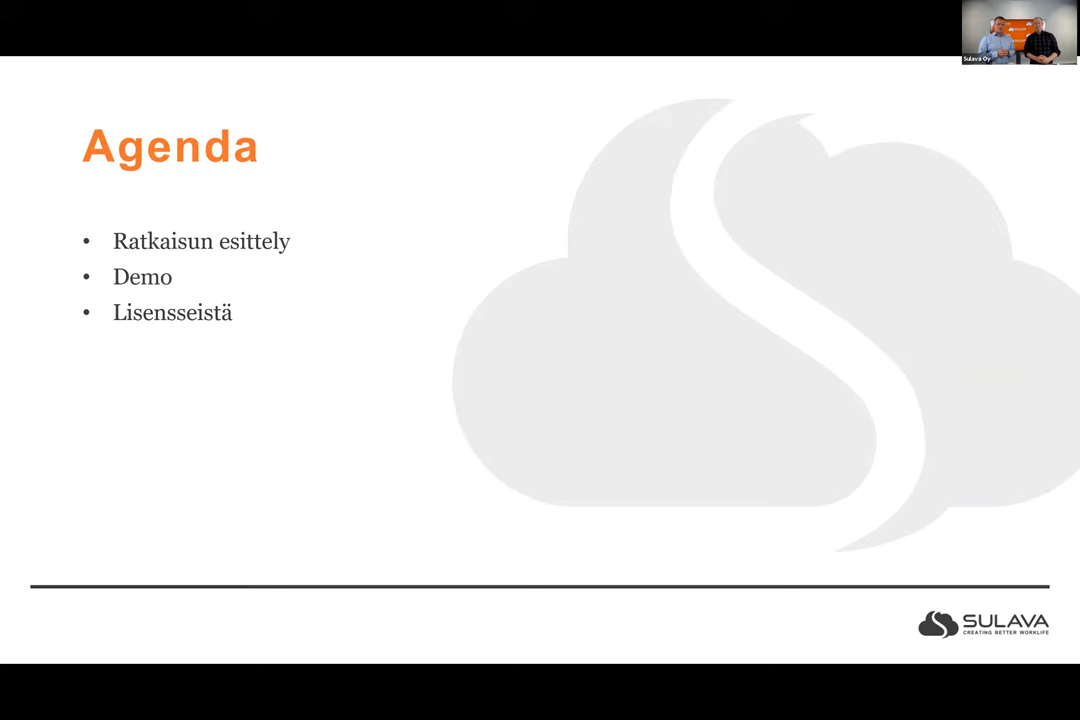 Sulava Oy
Agenda
• Ratkaisun esittely
• Demo
• Lisensseistä
SULAVA
CREATING BETTER WORKLIFE